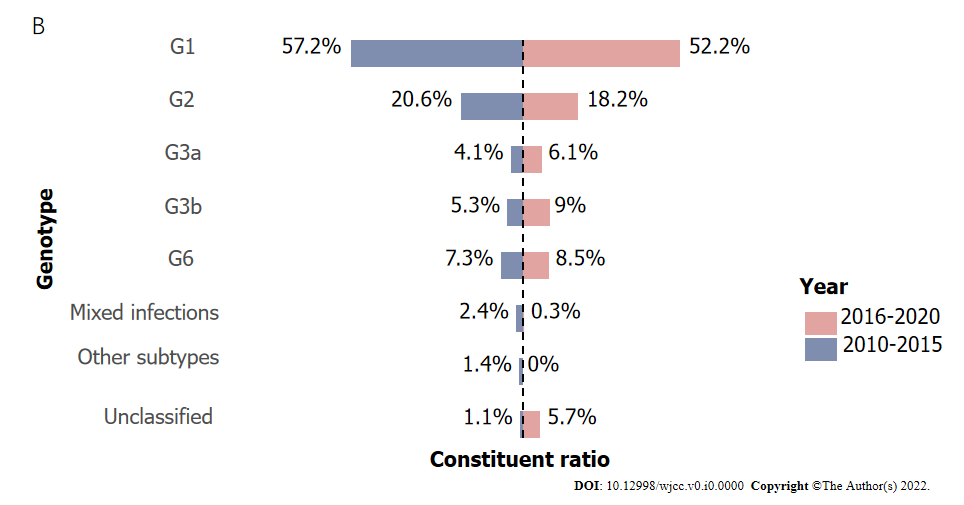 B
G1 57.2% 52.2%
G2 20.6% 18.2%
G3a 4.1% 6.1%
G3b 5.3% 9%
G6 7.3% 8.5%
Mixed infections 2.4% 0.3%
Other subtypes 1.4% 0%
Unclassified 1.1% 5.7%
Genotype
Constituent ratio
Year
2016-2020
2010-2015
DOI: 10.12998/wjcc.v0.i0.0000 Copyright ©The Author(s) 2022.